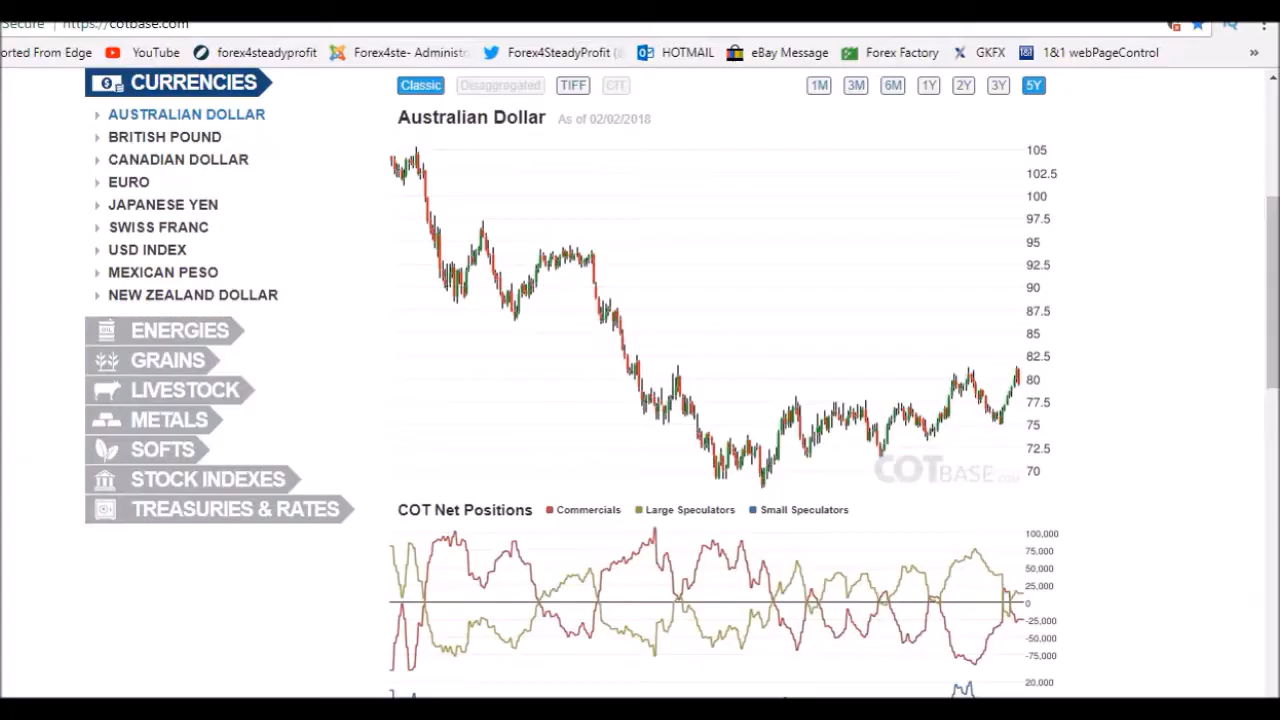 Secure https://cotbase.com
orted From Edge YouTube forex4steadyprofit Forex4ste- Administ Forex4SteadyProfit ( HOTMAIL eBay Message Forex Factory GKFX 1&1 webPageControl »
CURRENCIES
AUSTRALIAN DOLLAR
BRITISH POUND
CANADIAN DOLLAR
EURO
JAPANESE YEN
SWISS FRANC
USD INDEX
MEXICAN PESO
NEW ZEALAND DOLLAR
ENERGIES
GRAINS
LIVESTOCK
METALS
SOFTS
STOCK INDEXES
TREASURIES & RATES
Classic Disaggregated TIFF CIT 1M 3M 6M 1Y 2Y 3Y 5Y
Australian Dollar As of 02/02/2018
105
102.5
100
97.5
95
92.5
90
87.5
85
82.5
80
77.5
75
72.5
70
COTBASE.COM
COT Net Positions Commercials Large Speculators Small Speculators
100,000
75,000
50,000
25,000
0
-25,000
-50,000
-75,000
20,000